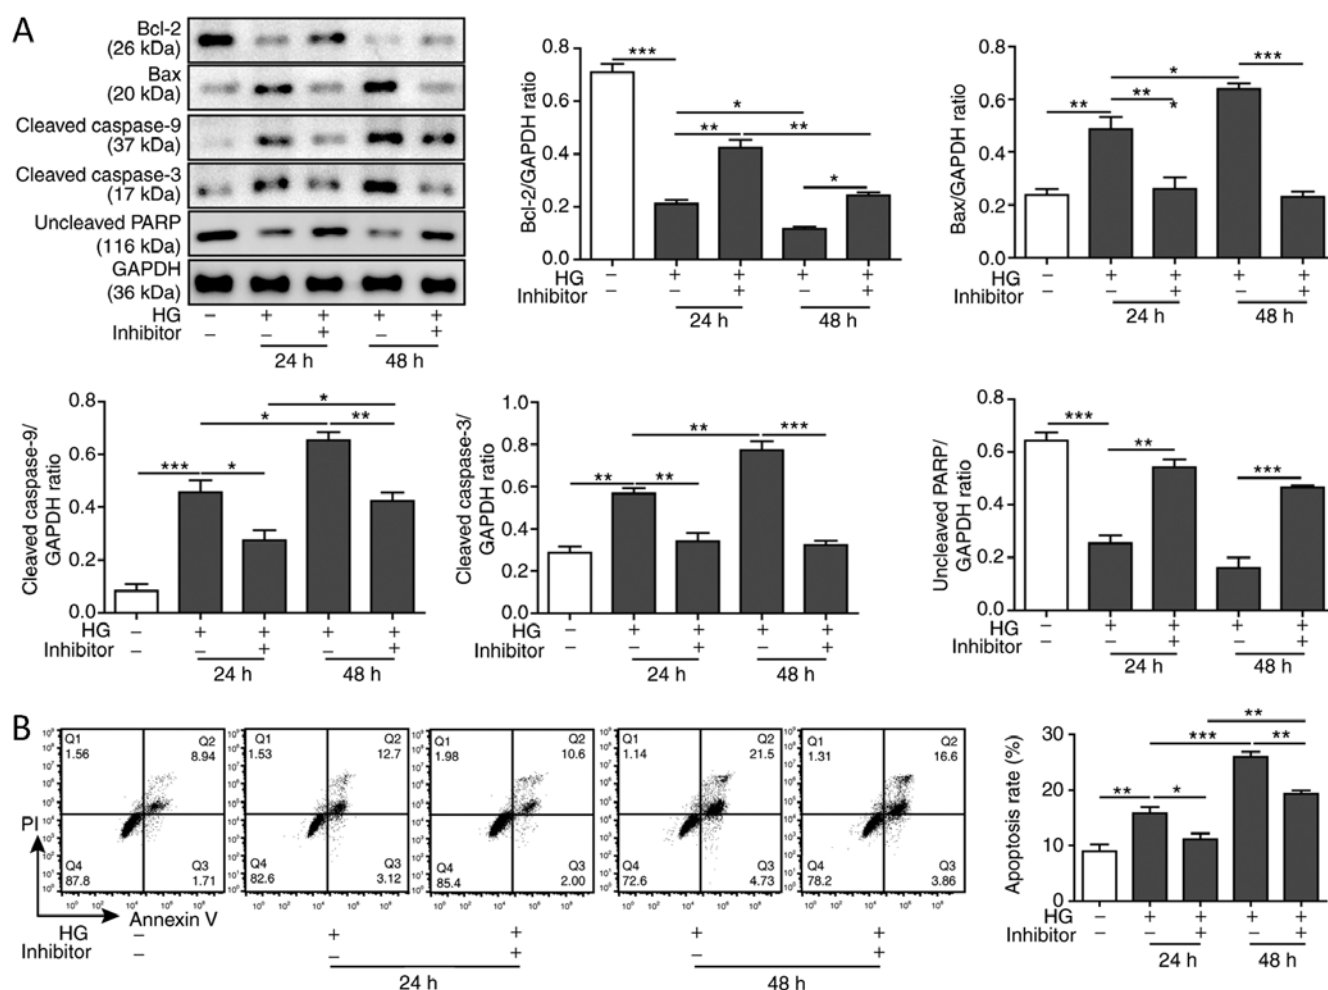 A
Bcl-2
(26 kDa)
Bax
(20 kDa)
Cleaved caspase-9
(37 kDa)
Cleaved caspase-3
(17 kDa)
Uncleaved PARP
(116 kDa)
GAPDH
(36 kDa)
HG – + + + +
Inhibitor – – + – +
24 h 48 h
Bcl-2/GAPDH ratio
0.8
0.6
0.4
0.2
0.0
***
*
** **
*
HG – + + + +
Inhibitor – – + – +
24 h 48 h
Bax/GAPDH ratio
0.8
0.6
0.4
0.2
0.0
***
*
** **
*
HG – + + + +
Inhibitor – – + – +
24 h 48 h
Cleaved caspase-9/
GAPDH ratio
0.8
0.6
0.4
0.2
0.0
*
* **
*** *
HG – + + + +
Inhibitor – – + – +
24 h 48 h
Cleaved caspase-3/
GAPDH ratio
1.0
0.8
0.6
0.4
0.2
0.0
** ***
** **
HG – + + + +
Inhibitor – – + – +
24 h 48 h
Uncleaved PARP/
GAPDH ratio
0.8
0.6
0.4
0.2
0.0
***
**
***
HG – + + + +
Inhibitor – – + – +
24 h 48 h
B
Q1 Q2
1.56 8.94
Q4 Q3
87.8 1.71
Q1 Q2
1.53 12.7
Q4 Q3
82.6 3.12
Q1 Q2
1.98 10.6
Q4 Q3
85.4 2.00
Q1 Q2
1.14 21.5
Q4 Q3
72.6 4.73
Q1 Q2
1.31 16.6
Q4 Q3
78.2 3.86
PI
Annexin V
HG – + + + +
Inhibitor – – + – +
24 h 48 h
Apoptosis rate (%)
30
20
10
0
**
*** **
** *
HG – + + + +
Inhibitor – – + – +
24 h 48 h